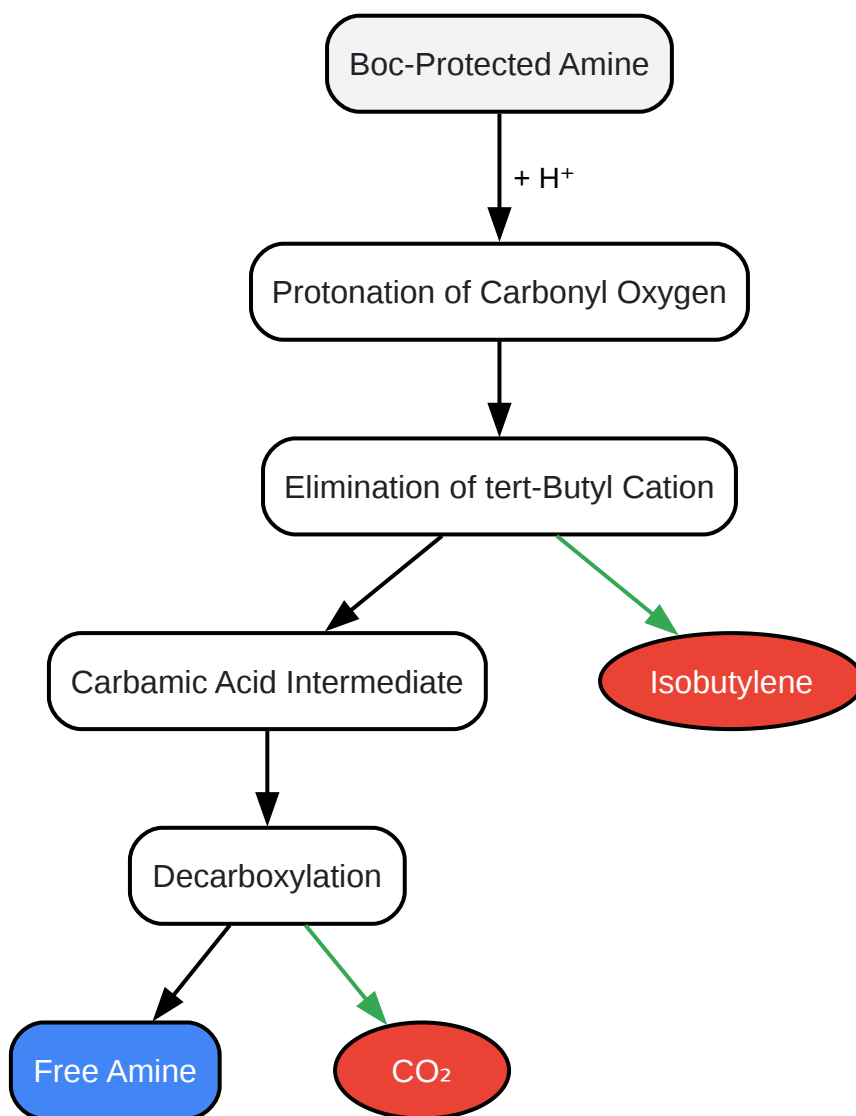 Boc-Protected Amine
+ H⁺
Protonation of Carbonyl Oxygen
Elimination of tert-Butyl Cation
Carbamic Acid Intermediate
Isobutylene
Decarboxylation
Free Amine
CO₂